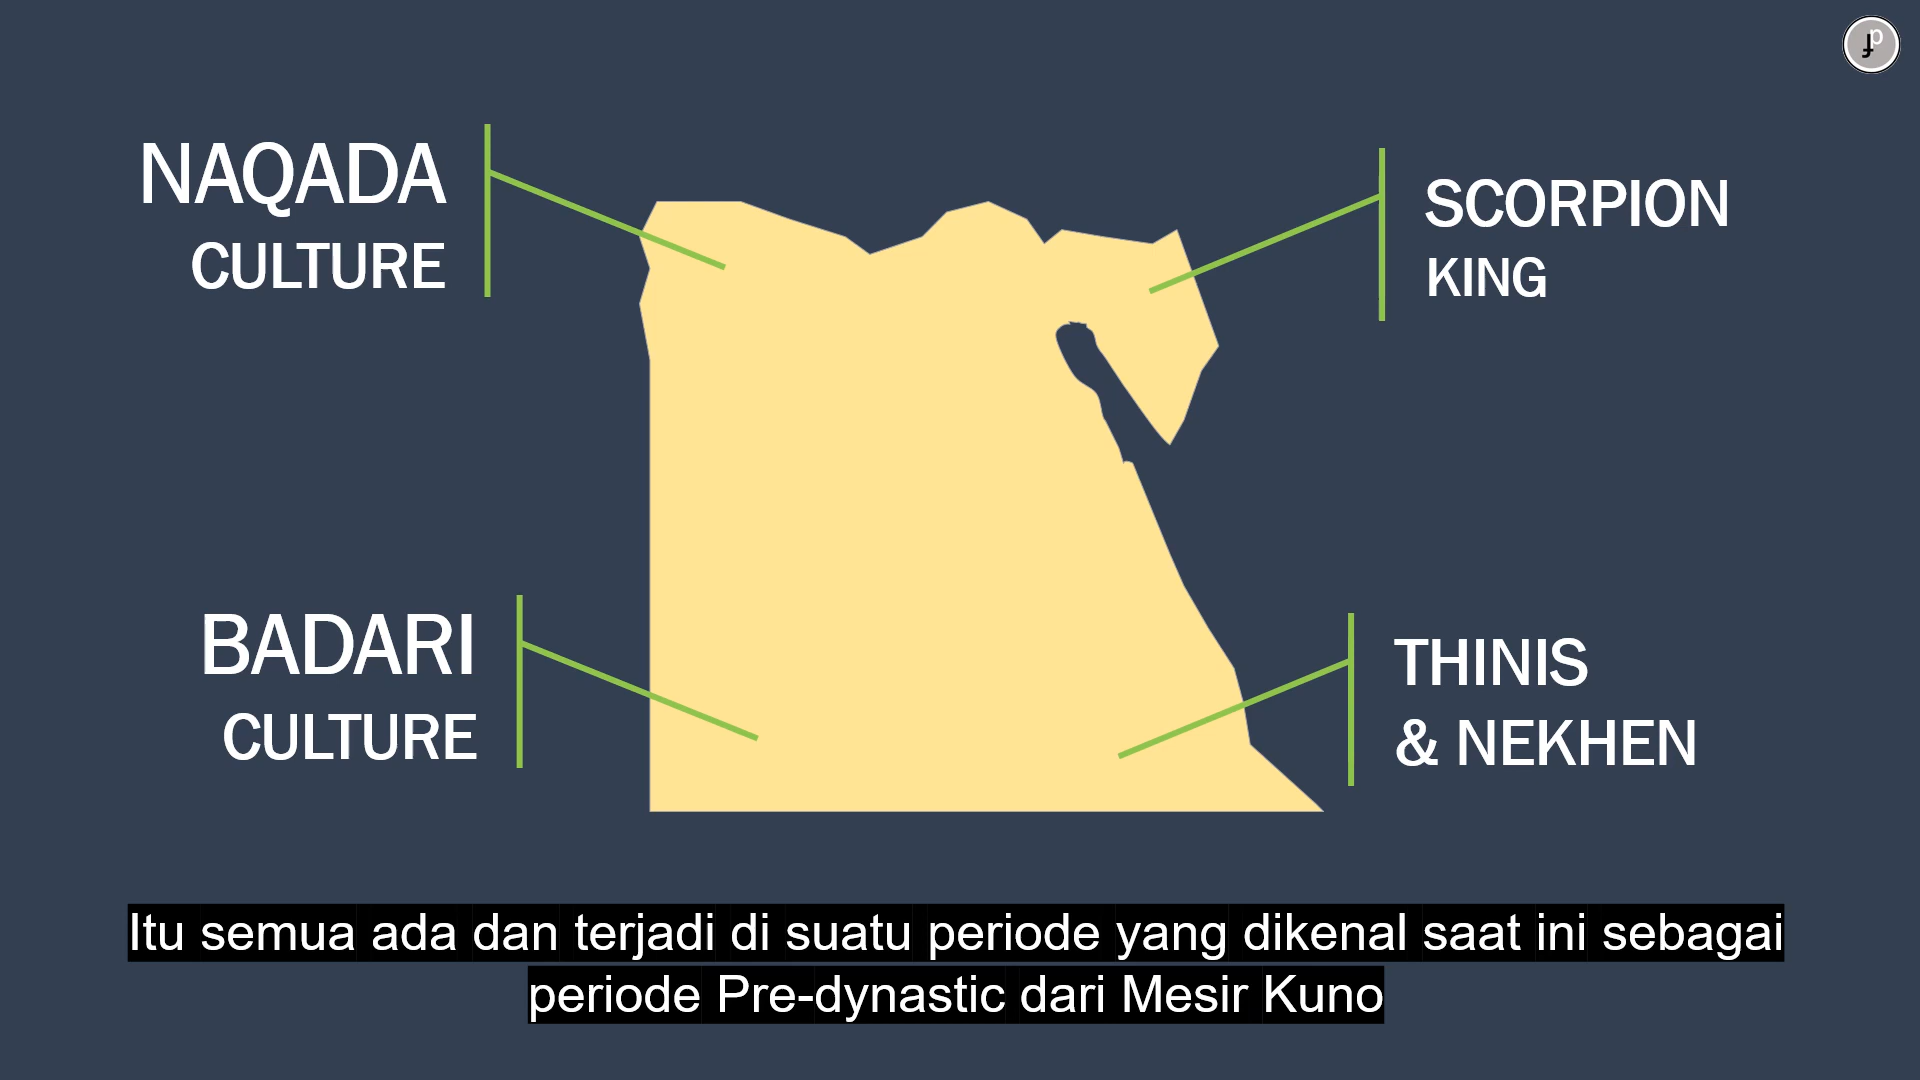 NAQADA
CULTURE
SCORPION
KING
BADARI
CULTURE
THINIS
& NEKHEN
Itu semua ada dan terjadi di suatu periode yang dikenal saat ini sebagai
periode Pre-dynastic dari Mesir Kuno